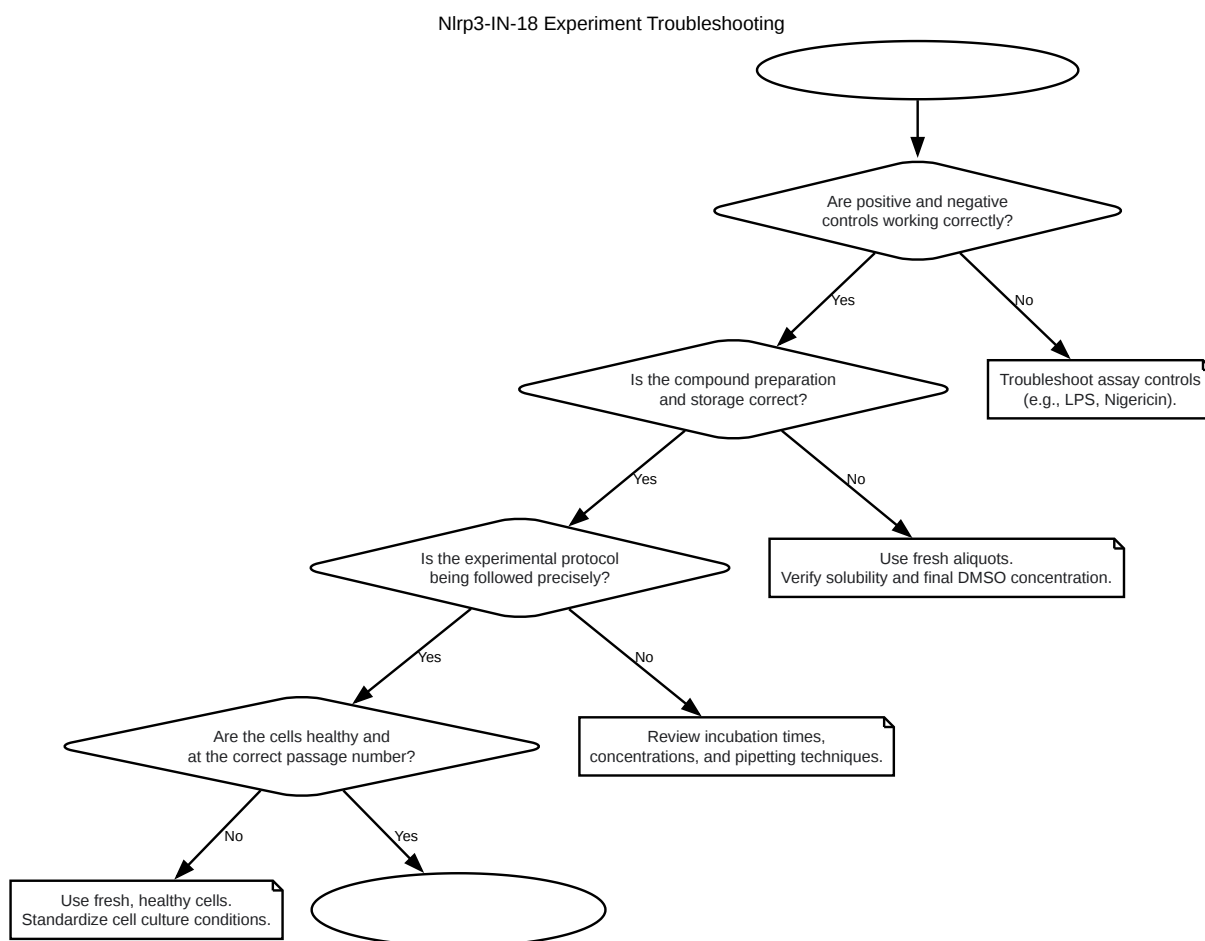 Nlrp3-IN-18 Experiment Troubleshooting
Are positive and negative
controls working correctly?
Yes
No
Is the compound preparation
and storage correct?
Troubleshoot assay controls
(e.g., LPS, Nigericin).
Yes
No
Is the experimental protocol
being followed precisely?
Use fresh aliquots.
Verify solubility and final DMSO concentration.
Yes
No
Are the cells healthy and
at the correct passage number?
Review incubation times,
concentrations, and pipetting techniques.
No
Yes
Use fresh, healthy cells.
Standardize cell culture conditions.